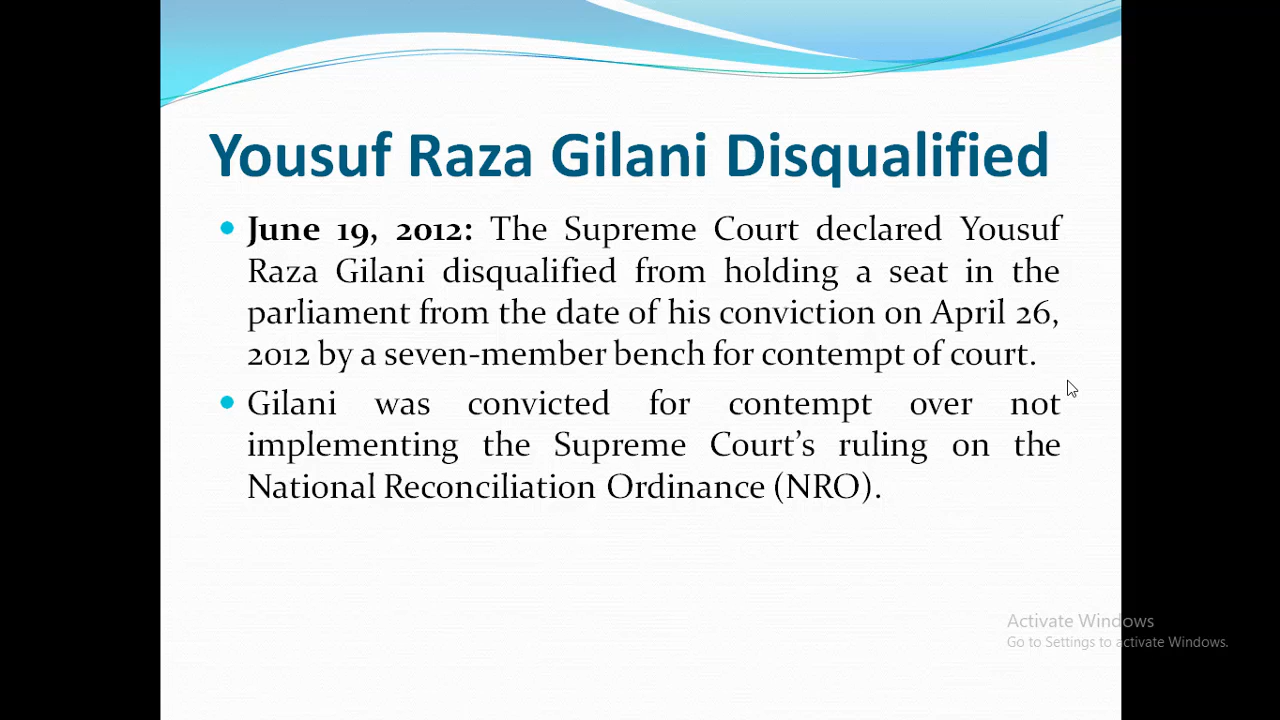 Yousuf Raza Gilani Disqualified
• June 19, 2012: The Supreme Court declared Yousuf
Raza Gilani disqualified from holding a seat in the
parliament from the date of his conviction on April 26,
2012 by a seven-member bench for contempt of court.
• Gilani was convicted for contempt over not
implementing the Supreme Court’s ruling on the
National Reconciliation Ordinance (NRO).
Activate Windows
Go to Settings to activate Windows.